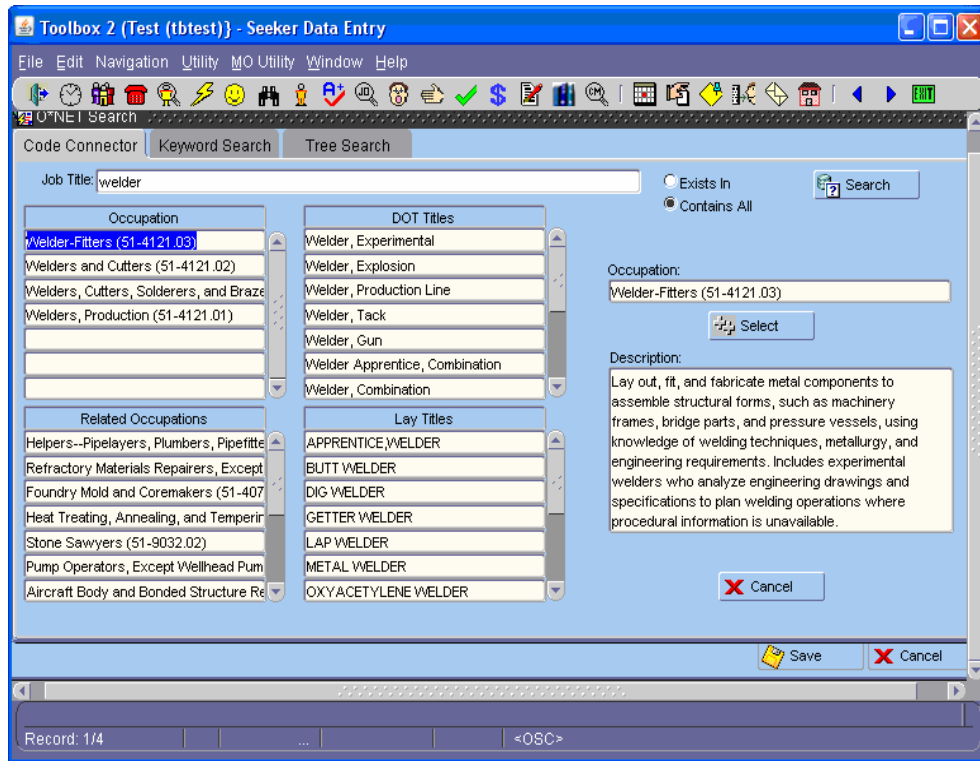 Toolbox 2 (Test (tbtest)} - Seeker Data Entry
File Edit Navigation Utility MO Utility Window Help
EXIT
O*NET Search
Code Connector Keyword Search Tree Search
Job Title: welder
Exists In
Contains All
Search
Occupation
Welder-Fitters (51-4121.03)
Welders and Cutters (51-4121.02)
Welders, Cutters, Solderers, and Braze
Welders, Production (51-4121.01)
DOT Titles
Welder, Experimental
Welder, Explosion
Welder, Production Line
Welder, Tack
Welder, Gun
Welder Apprentice, Combination
Welder, Combination
Related Occupations
Helpers--Pipelayers, Plumbers, Pipefitte
Refractory Materials Repairers, Except
Foundry Mold and Coremakers (51-407
Heat Treating, Annealing, and Temperin
Stone Sawyers (51-9032.02)
Pump Operators, Except Wellhead Pum
Aircraft Body and Bonded Structure Re
Lay Titles
APPRENTICE,WELDER
BUTT WELDER
DIG WELDER
GETTER WELDER
LAP WELDER
METAL WELDER
OXYACETYLENE WELDER
Occupation:
Welder-Fitters (51-4121.03)
Select
Description:
Lay out, fit, and fabricate metal components to
assemble structural forms, such as machinery
frames, bridge parts, and pressure vessels, using
knowledge of welding techniques, metallurgy, and
engineering requirements. Includes experimental
welders who analyze engineering drawings and
specifications to plan welding operations where
procedural information is unavailable.
Cancel
Save Cancel
Record: 1/4 ... <OSC>